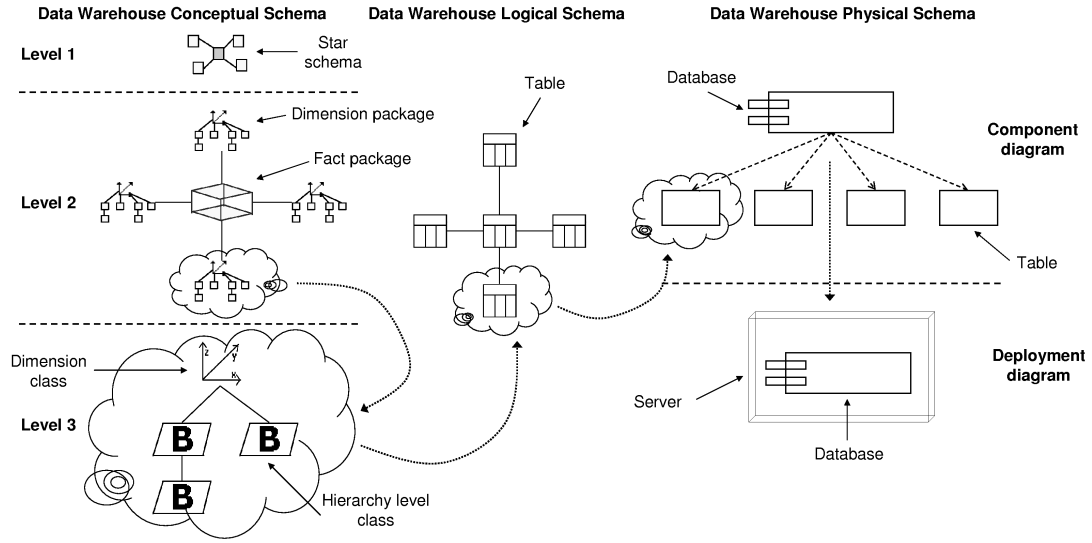 Data Warehouse Conceptual Schema
Data Warehouse Logical Schema
Data Warehouse Physical Schema
Level 1
Star
schema
Dimension package
Fact package
Level 2
Table
Database
Component
diagram
Table
Dimension
class
z
y
x
Level 3
B
B
B
Hierarchy level
class
Deployment
diagram
Server
Database